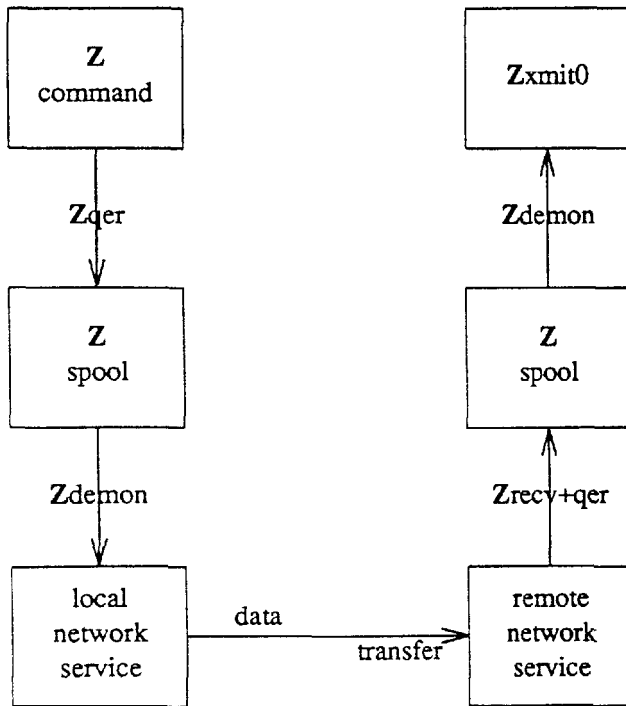 Z
command
Zqer
Z
spool
Zdemon
local
network
service
data
transfer
remote
network
service
Zrecv+qer
Z
spool
Zdemon
Zxmit0